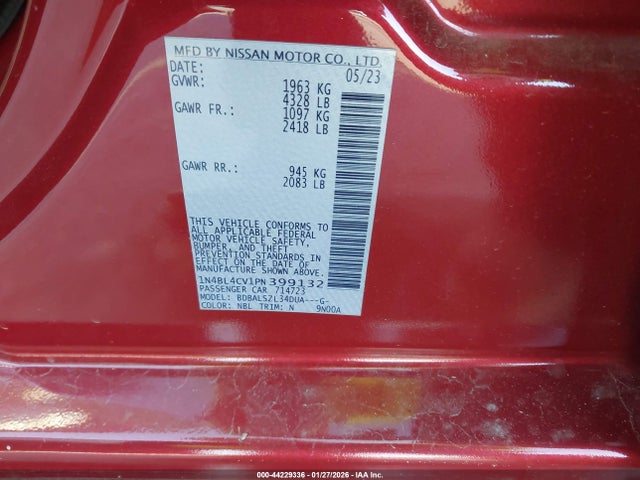 MFD BY NISSAN MOTOR CO., LTD.
DATE: 05/23
GVWR: 1963 KG
4328 LB
GAWR FR.: 1097 KG
2418 LB
GAWR RR.: 945 KG
2083 LB
THIS VEHICLE CONFORMS TO
ALL APPLICABLE FEDERAL
MOTOR VEHICLE SAFETY,
BUMPER, AND THEFT
PREVENTION STANDARDS
IN EFFECT ON THE DATE OF
MANUFACTURE SHOWN ABOVE.
1N4BL4CV1PN399132
PASSENGER CAR 714723
MODEL: BDBALSZL34DUA---G-
COLOR: NBL TRIM: N 9N00A
000-44229336 - 01/27/2026 - IAA Inc.